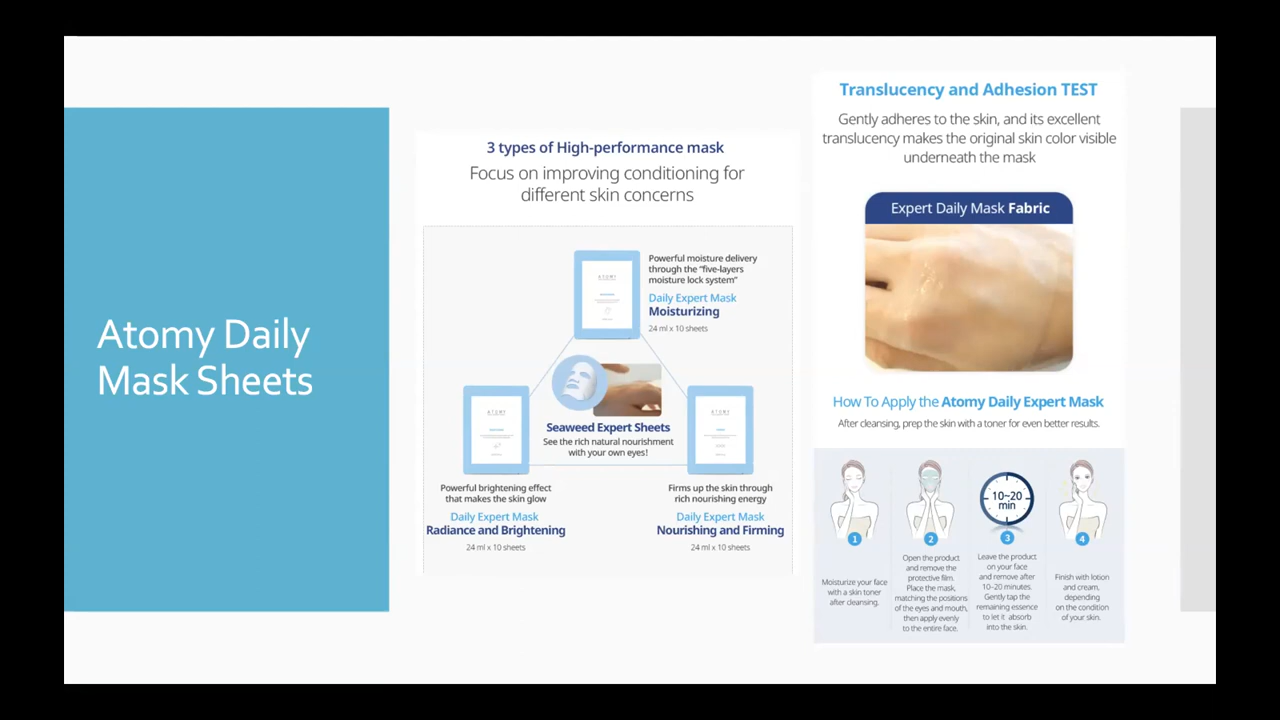 Atomy Daily
Mask Sheets
3 types of High-performance mask
Focus on improving conditioning for
different skin concerns
ATOMY
Powerful moisture delivery
through the "five-layers
moisture lock system"
Daily Expert Mask
Moisturizing
24 ml x 10 sheets
Seaweed Expert Sheets
See the rich natural nourishment
with your own eyes!
ATOMY
Powerful brightening effect
that makes the skin glow
Daily Expert Mask
Radiance and Brightening
24 ml x 10 sheets
ATOMY
Firms up the skin through
rich nourishing energy
Daily Expert Mask
Nourishing and Firming
24 ml x 10 sheets
Translucency and Adhesion TEST
Gently adheres to the skin, and its excellent
translucency makes the original skin color visible
underneath the mask
Expert Daily Mask Fabric
How To Apply the Atomy Daily Expert Mask
After cleansing, prep the skin with a toner for even better results.
1
Moisturize your face
with a skin toner
after cleansing.
2
Open the product
and remove the
protective film.
Place the mask,
matching the positions
of the eyes and mouth,
then apply evenly
to the entire face.
10~20
min
3
Leave the product
on your face
and remove after
10-20 minutes.
Gently tap the
remaining essence
to let it absorb
into the skin.
4
Finish with lotion
and cream,
depending
on the condition
of your skin.